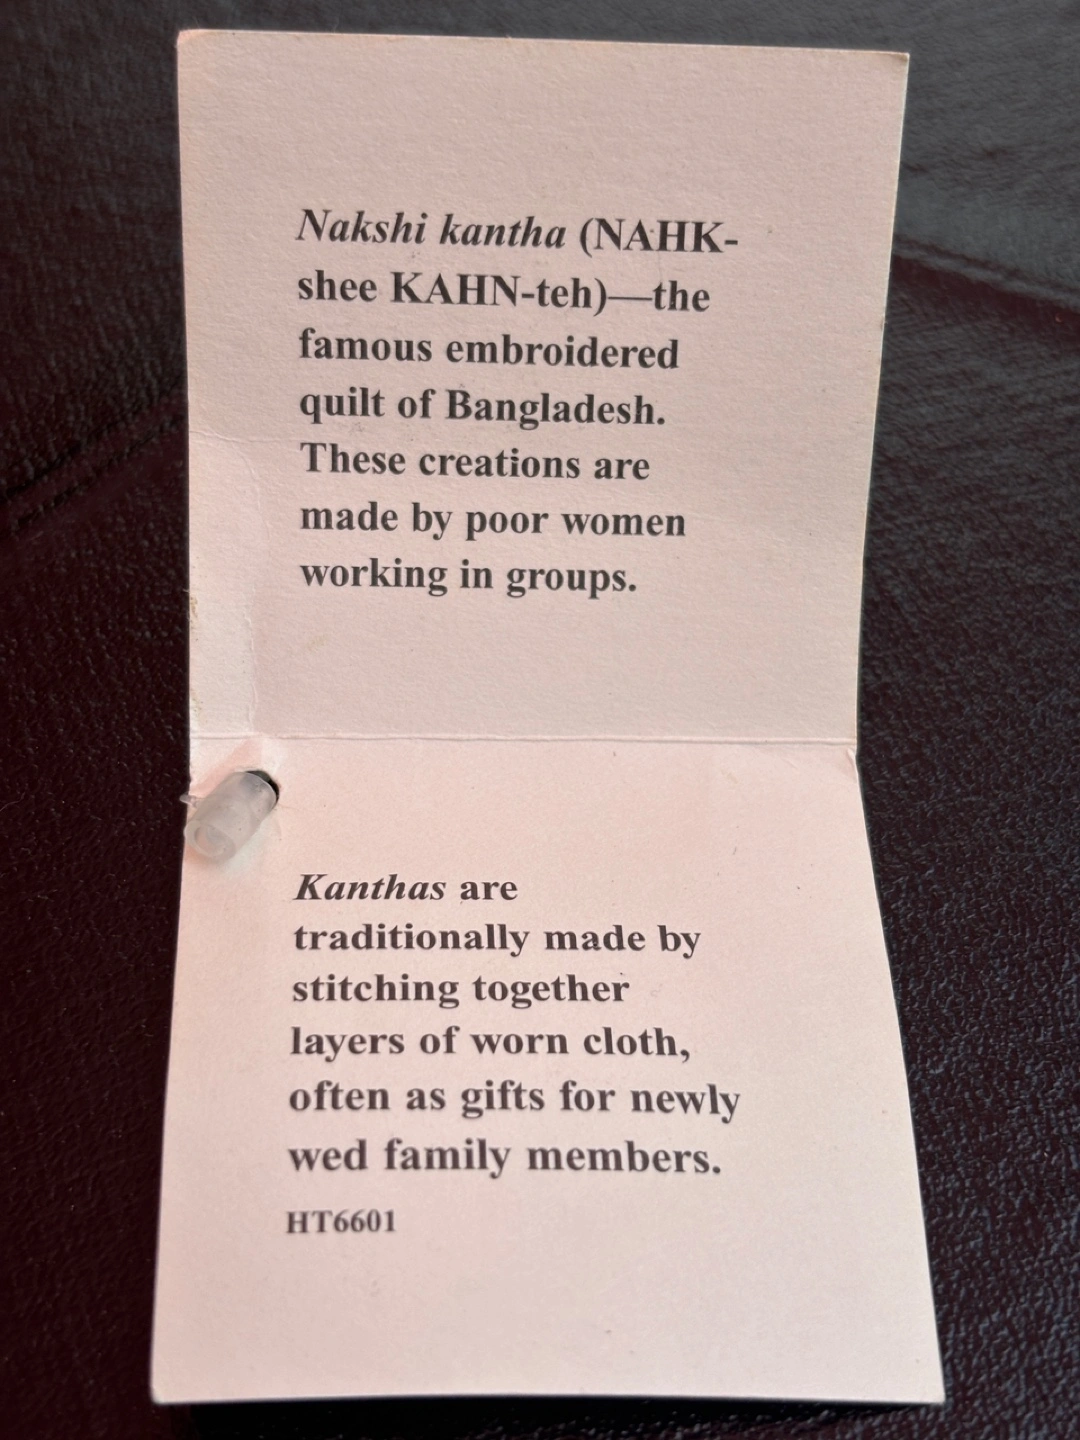 Nakshi kantha (NAHK-
shee KAHN-teh)—the
famous embroidered
quilt of Bangladesh.
These creations are
made by poor women
working in groups.
Kanthas are
traditionally made by
stitching together
layers of worn cloth,
often as gifts for newly
wed family members.
HT6601